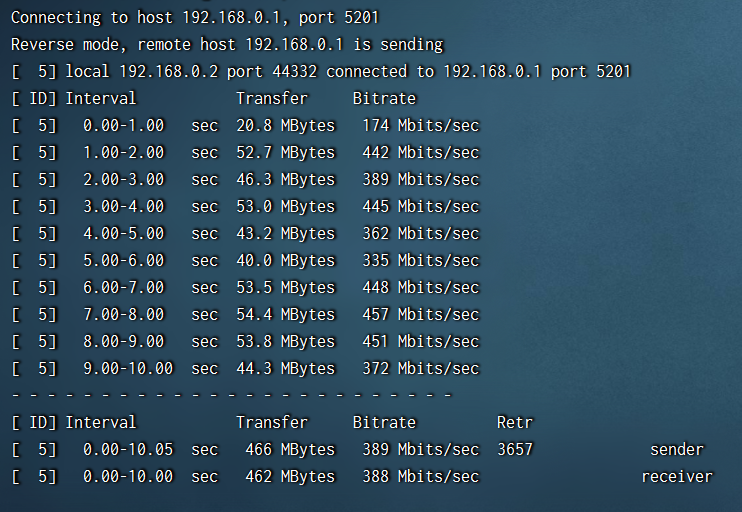 Connecting to host 192.168.0.1, port 5201
Reverse mode, remote host 192.168.0.1 is sending
[  5] local 192.168.0.2 port 44332 connected to 192.168.0.1 port 5201
[ ID] Interval           Transfer     Bitrate
[  5]   0.00-1.00   sec  20.8 MBytes   174 Mbits/sec
[  5]   1.00-2.00   sec  52.7 MBytes   442 Mbits/sec
[  5]   2.00-3.00   sec  46.3 MBytes   389 Mbits/sec
[  5]   3.00-4.00   sec  53.0 MBytes   445 Mbits/sec
[  5]   4.00-5.00   sec  43.2 MBytes   362 Mbits/sec
[  5]   5.00-6.00   sec  40.0 MBytes   335 Mbits/sec
[  5]   6.00-7.00   sec  53.5 MBytes   448 Mbits/sec
[  5]   7.00-8.00   sec  54.4 MBytes   457 Mbits/sec
[  5]   8.00-9.00   sec  53.8 MBytes   451 Mbits/sec
[  5]   9.00-10.00  sec  44.3 MBytes   372 Mbits/sec
- - - - - - - - - - - - - - - - - - - - - - - - -
[ ID] Interval           Transfer     Bitrate         Retr
[  5]   0.00-10.05  sec   466 MBytes   389 Mbits/sec  3657             sender
[  5]   0.00-10.00  sec   462 MBytes   388 Mbits/sec                  receiver